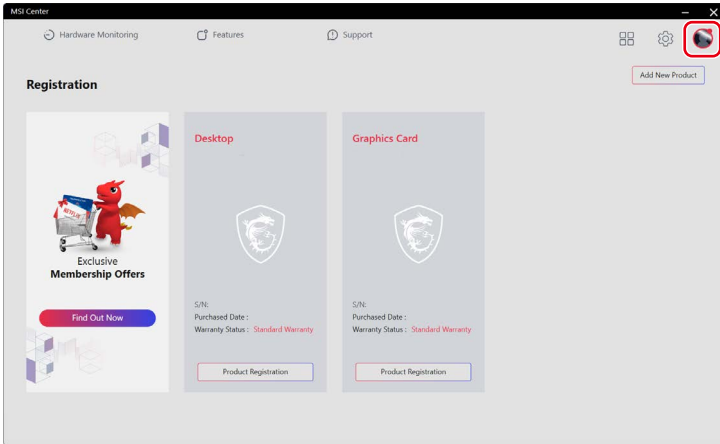 MSI Center
Hardware Monitoring
Features
Support
Registration
Add New Product
Desktop
Graphics Card
NETFLIX
Exclusive
Membership Offers
Find Out Now
S/N:
Purchased Date :
Warranty Status : Standard Warranty
Product Registration
S/N:
Purchased Date :
Warranty Status : Standard Warranty
Product Registration